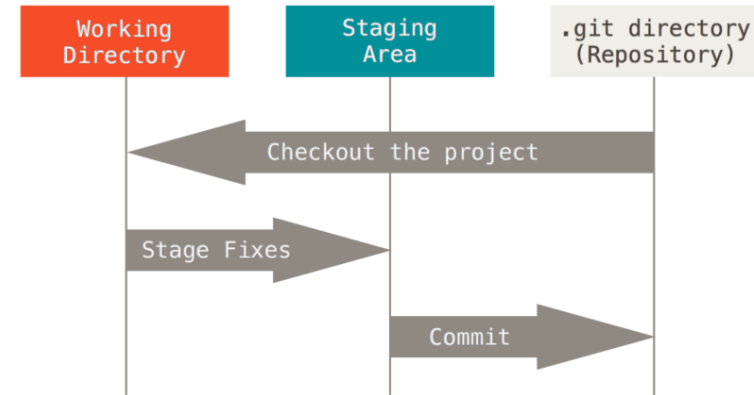 Working
Directory
Staging
Area
.git directory
(Repository)
Checkout the project
Stage Fixes
Commit